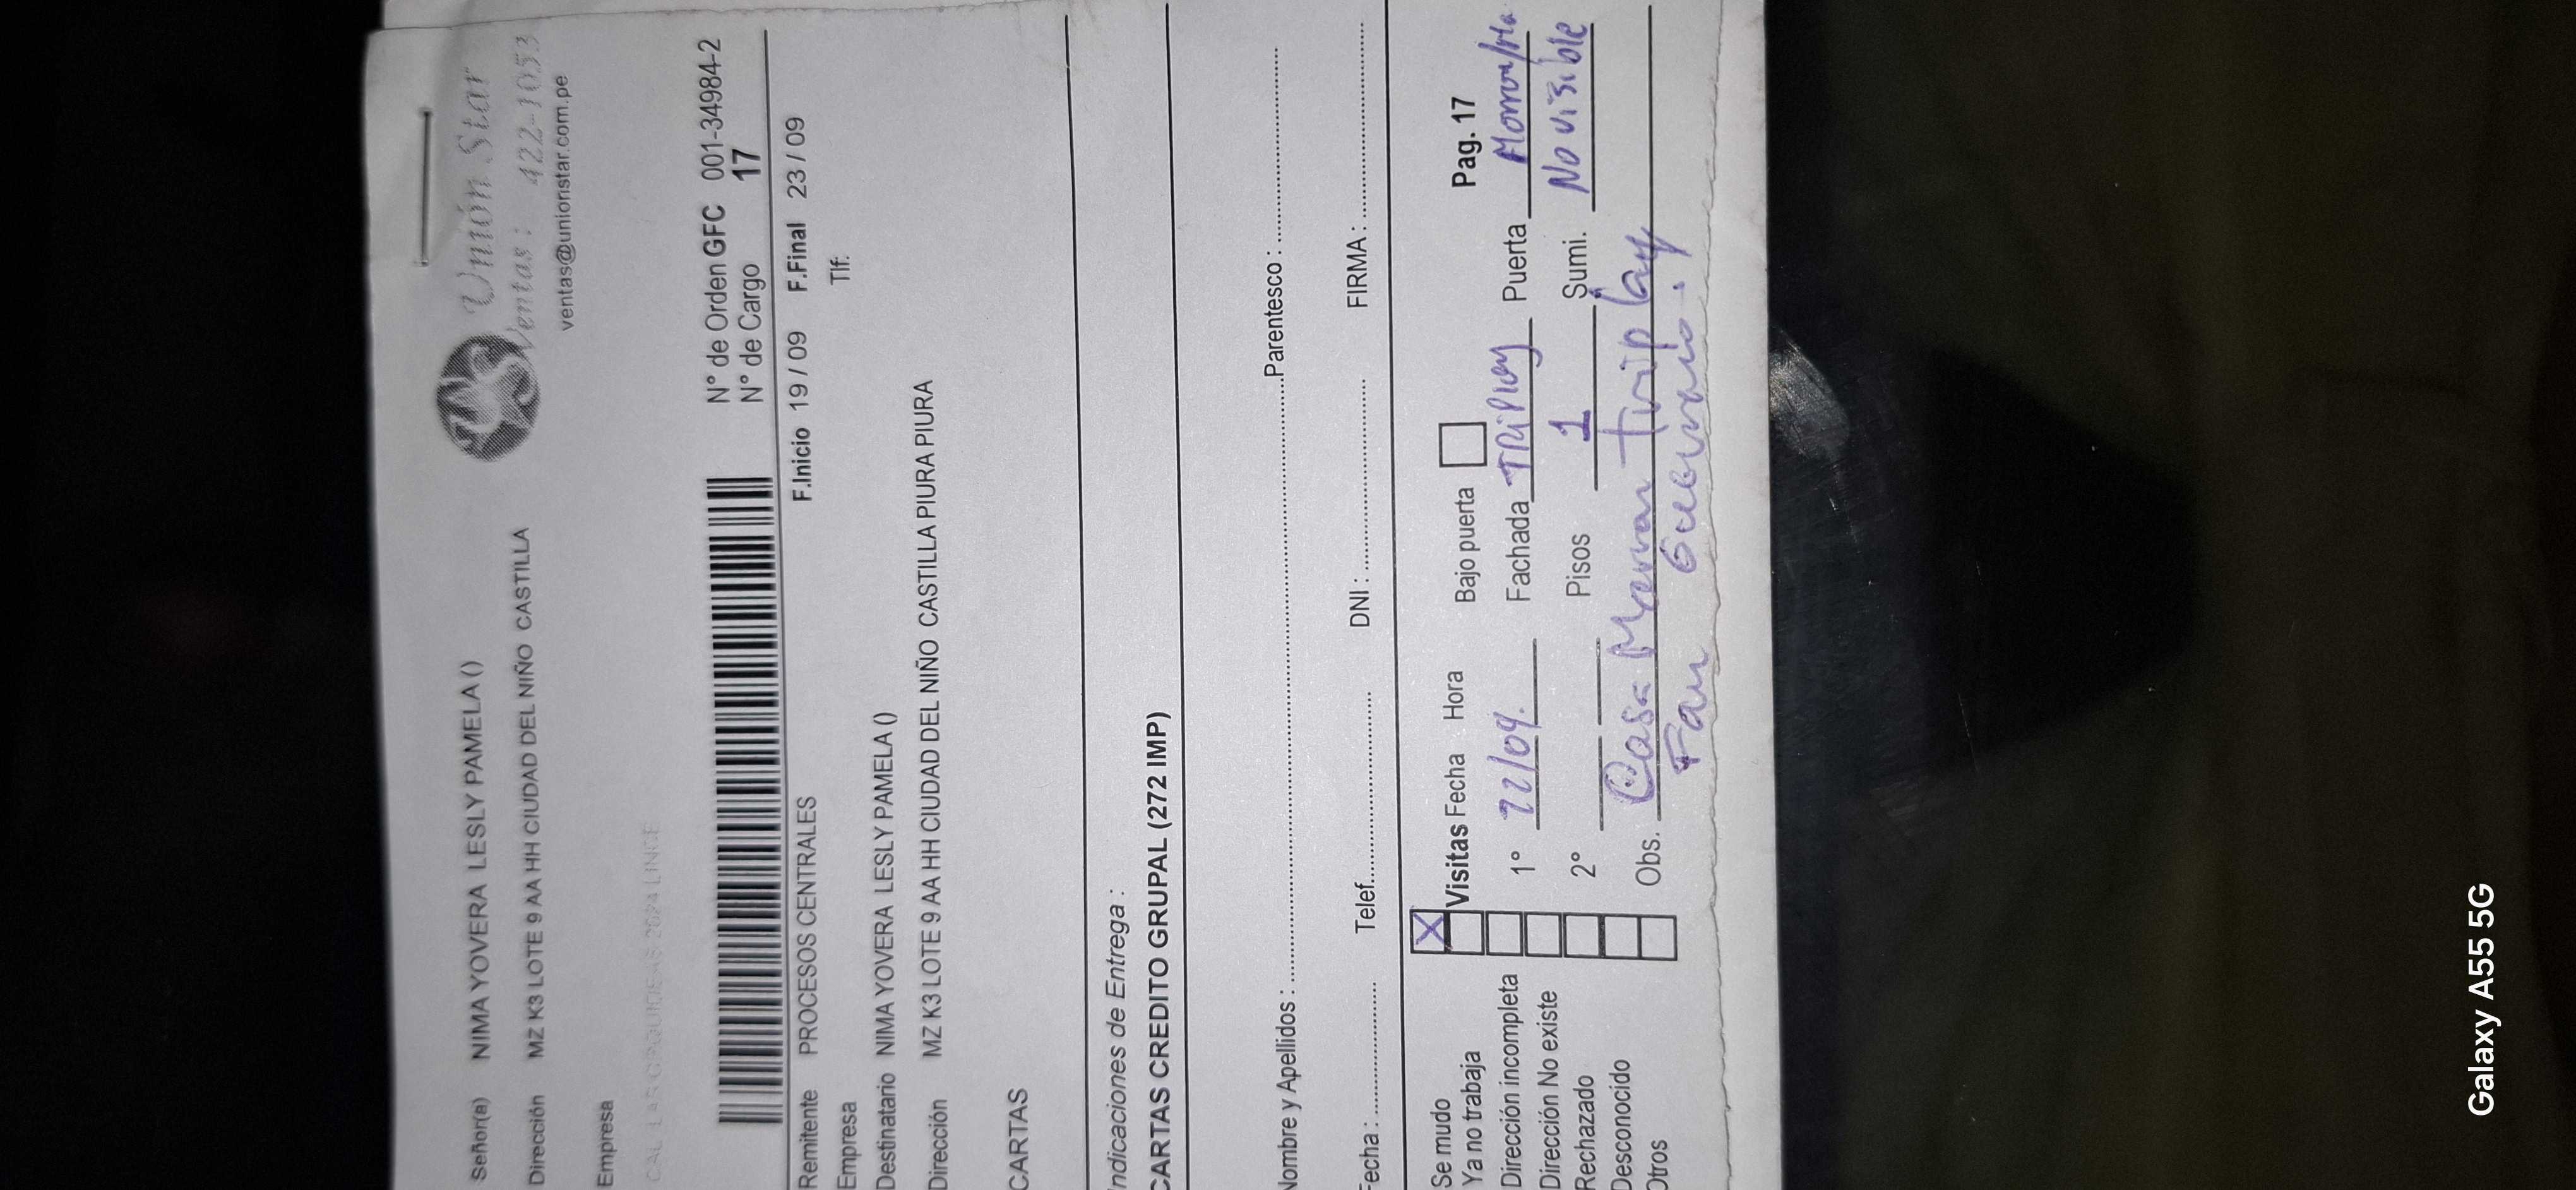 Unión Star
Ventas: 422-1053
ventas@unionstar.com.pe
Señor(a) NIMA YOVERA LESLY PAMELA ()
Dirección MZ K3 LOTE 9 AA HH CIUDAD DEL NIÑO CASTILLA
Empresa
N° de Orden GFC 001-34984-2
N° de Cargo 17
Remitente PROCESOS CENTRALES F.Inicio 19 / 09 F.Final 23 / 09
Empresa Tlf:
Destinatario NIMA YOVERA LESLY PAMELA ()
Dirección MZ K3 LOTE 9 AA HH CIUDAD DEL NIÑO CASTILLA PIURA PIURA
CARTAS
Indicaciones de Entrega :
CARTAS CREDITO GRUPAL (272 IMP)
Nombre y Apellidos : Parentesco :
Fecha : Telef. DNI : FIRMA :
Se mudo X
Ya no trabaja Visitas Fecha Hora Bajo puerta Pag. 17
Dirección incompleta 1° 22/09. Fachada TRIPlay Puerta
Dirección No existe
Rechazado 2° Pisos 1 Sumi. No visible
Desconocido
Otros Obs. Casa Triplay
Fam
Galaxy A55 5G